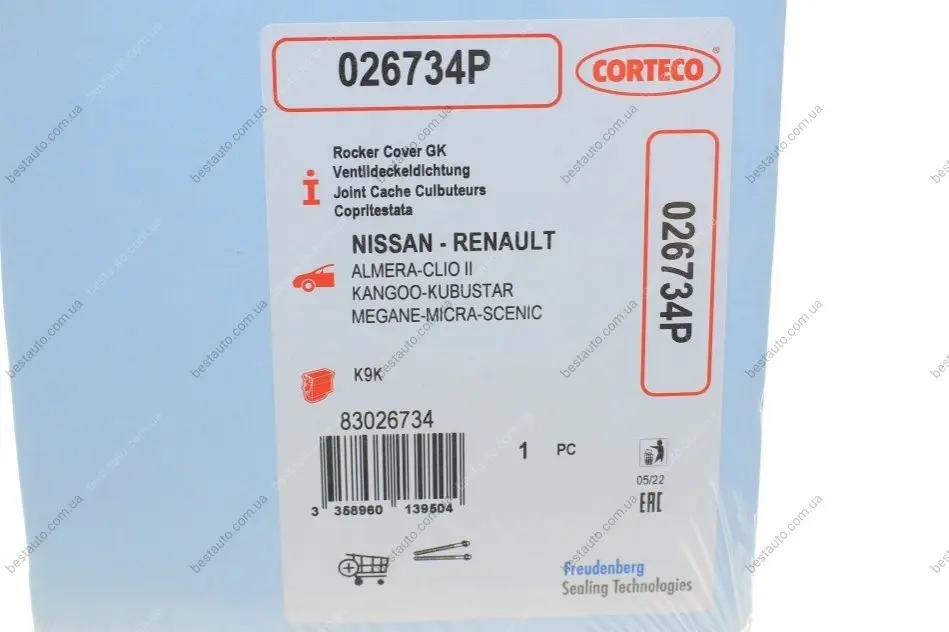 026734P
CORTECO®
Rocker Cover GK
Ventildeckeldichtung
Joint Cache Culbuteurs
Copritestata
026734P
NISSAN - RENAULT
ALMERA-CLIO II
KANGOO-KUBUSTAR
MEGANE-MICRA-SCENIC
K9K
83026734
1 PC
3 358960 139504
05/22
EAC
Freudenberg
Sealing Technologies
bestauto.com.ua